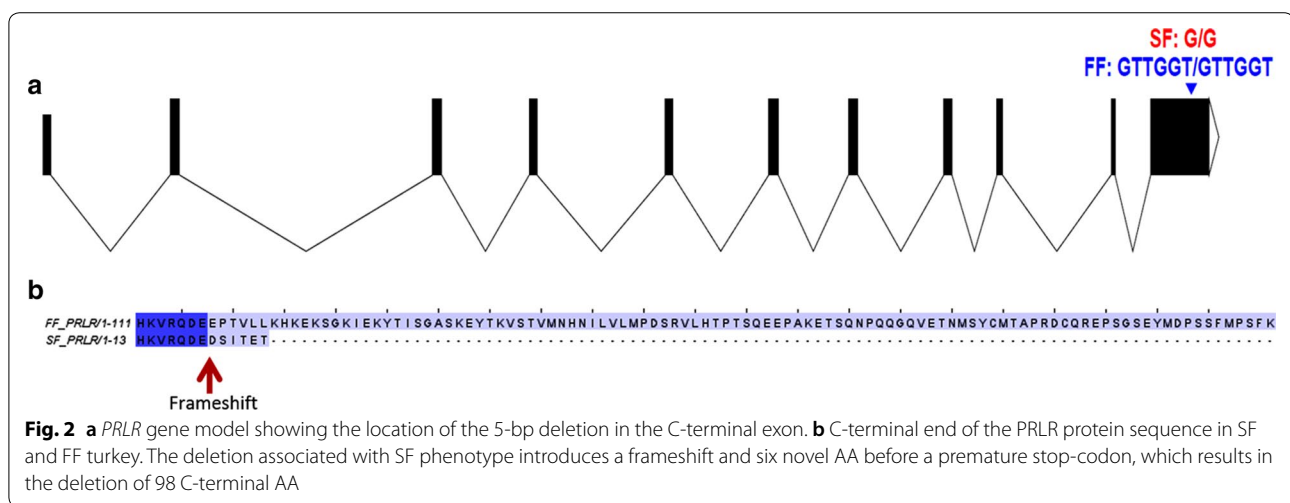 SF: G/G
FF: GTTGGT/GTTGGT
a
b
FF_PRLR/1-111 HKVRQDEEPTVLLKHKEKSGKIEKYTISGASKEYTKVSTVMNHNILVLMPDSRVLHTPTSQEEPAKETSQNPQQGQVETNMSYCMTAPRDCQREPSGSEYMDPSSFMPSFK
SF_PRLR/1-13 HKVRQDEDSITET--------------------------------------------------------------------------------------------------
Frameshift
Fig. 2 a PRLR gene model showing the location of the 5-bp deletion in the C-terminal exon. b C-terminal end of the PRLR protein sequence in SF
and FF turkey. The deletion associated with SF phenotype introduces a frameshift and six novel AA before a premature stop-codon, which results in
the deletion of 98 C-terminal AA